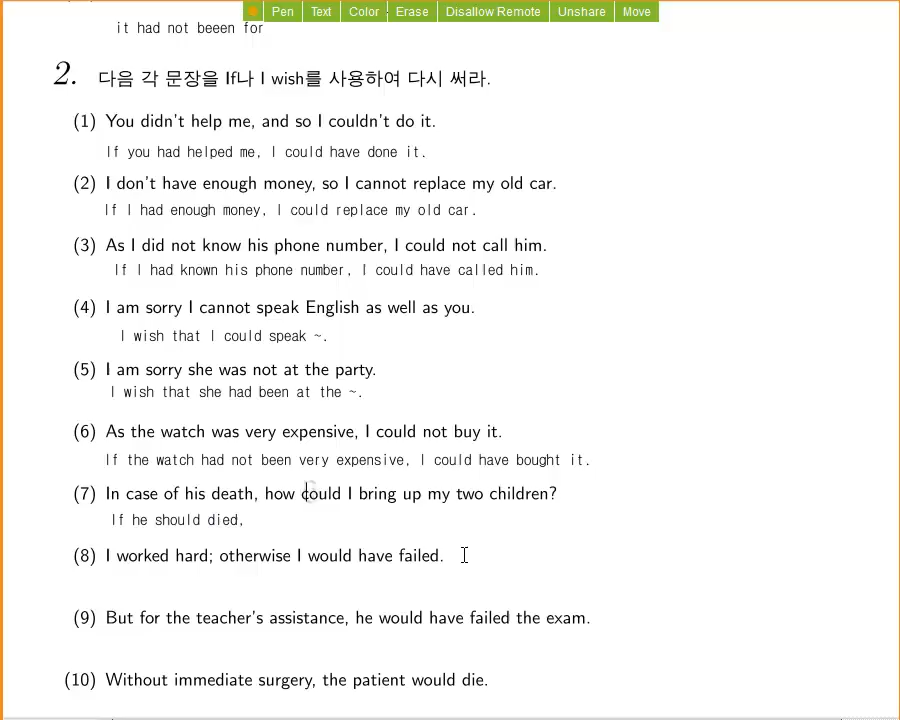 Pen Text Color Erase Disallow Remote Unshare Move
it had not beeen for
2. 다음 각 문장을 If나 I wish를 사용하여 다시 써라.
(1) You didn't help me, and so I couldn't do it.
If you had helped me, I could have done it.
(2) I don't have enough money, so I cannot replace my old car.
If I had enough money, I could replace my old car.
(3) As I did not know his phone number, I could not call him.
If I had known his phone number, I could have called him.
(4) I am sorry I cannot speak English as well as you.
I wish that I could speak ~.
(5) I am sorry she was not at the party.
I wish that she had been at the ~.
(6) As the watch was very expensive, I could not buy it.
If the watch had not been very expensive, I could have bought it.
(7) In case of his death, how could I bring up my two children?
If he should died,
(8) I worked hard; otherwise I would have failed.
(9) But for the teacher's assistance, he would have failed the exam.
(10) Without immediate surgery, the patient would die.